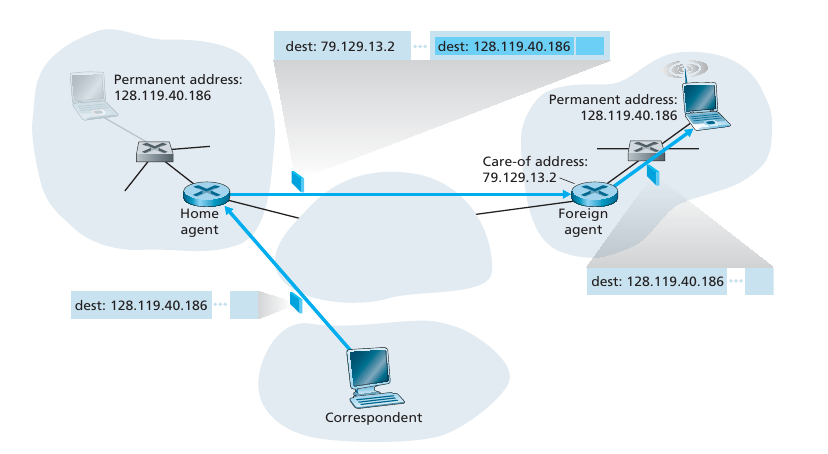 dest: 79.129.13.2
dest: 128.119.40.186
Permanent address:
128.119.40.186
Permanent address:
128.119.40.186
Care-of address:
79.129.13.2
Home
agent
Foreign
agent
dest: 128.119.40.186
dest: 128.119.40.186
Correspondent